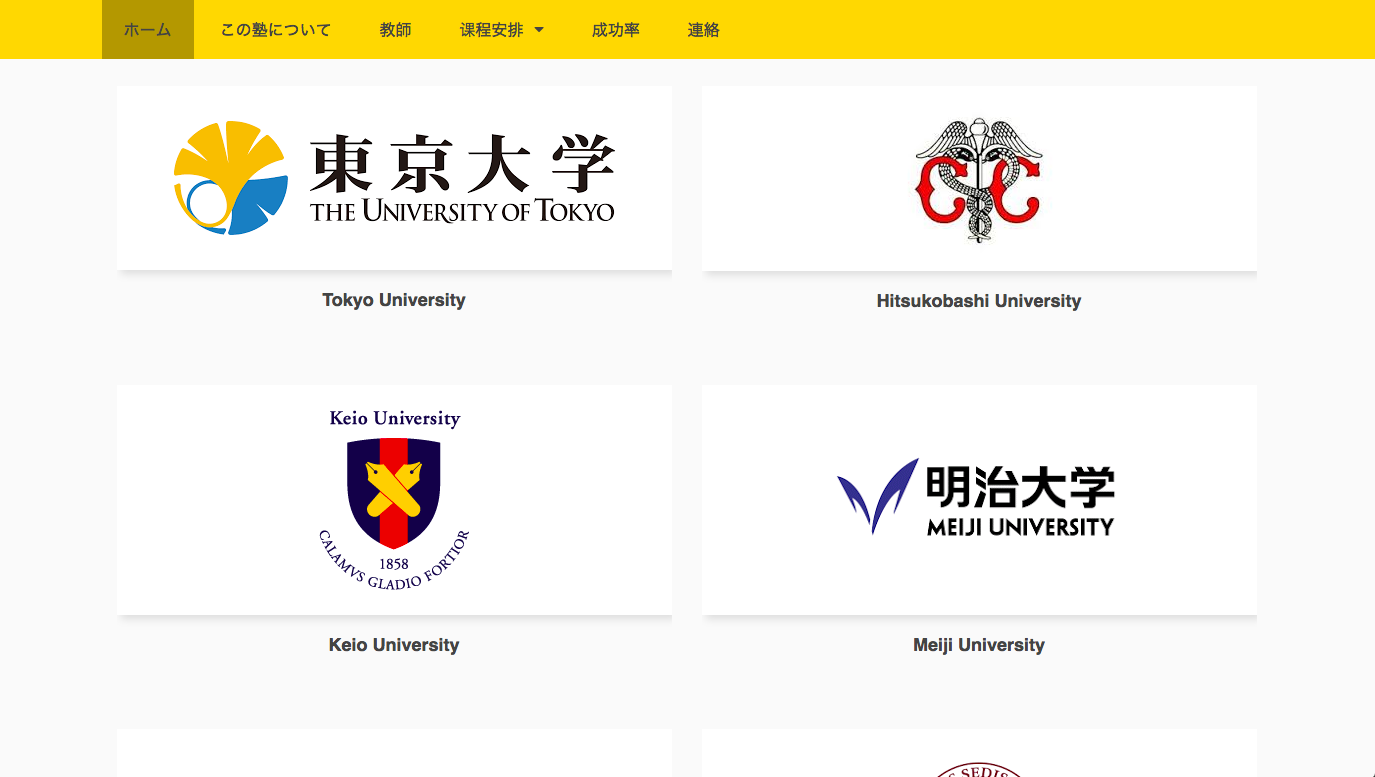 ホーム この塾について 教師 课程安排 成功率 連絡
東京大学
THE UNIVERSITY OF TOKYO
CC
Tokyo University
Hitsukobashi University
Keio University
1858
CALAMVS GLADIO FORTIOR
明治大学
MEIJI UNIVERSITY
Keio University
Meiji University
S SEDIS